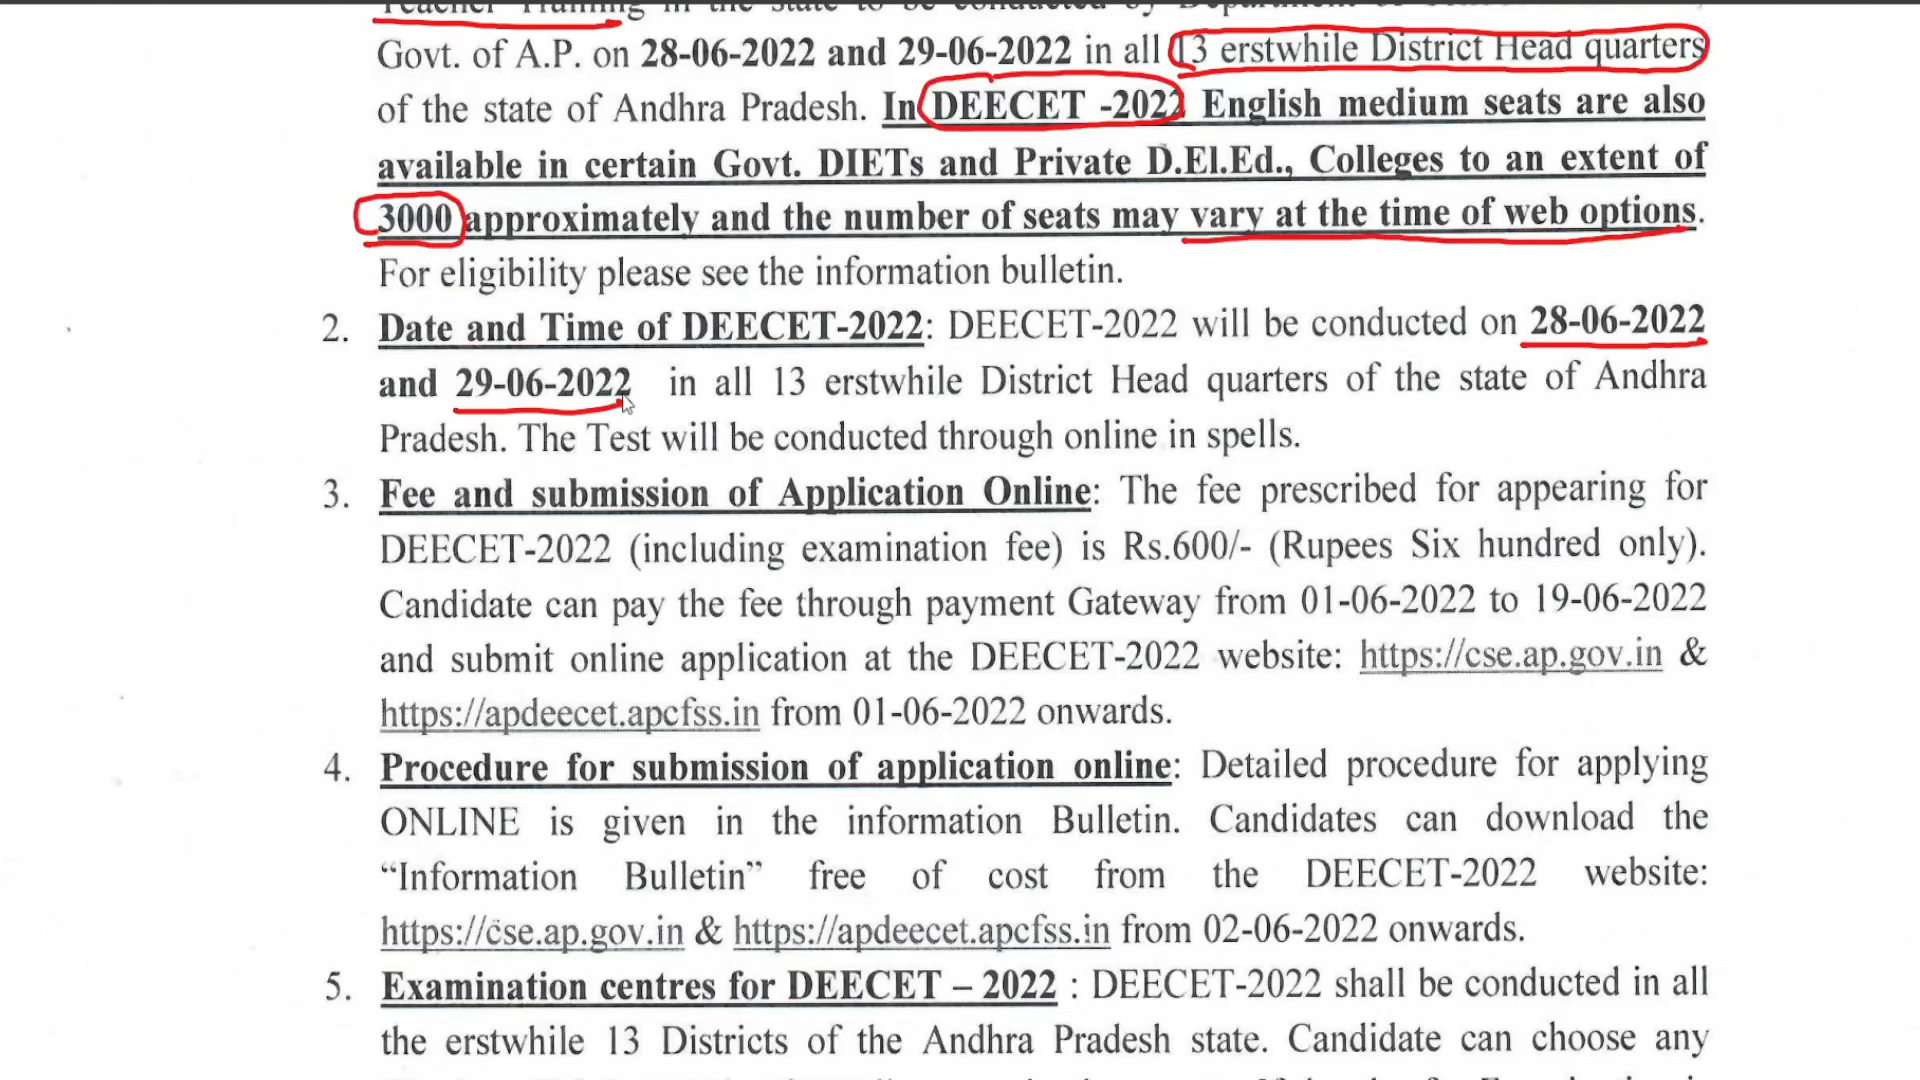 Teacher Training in the state to be conducted by Department of
Govt. of A.P. on 28-06-2022 and 29-06-2022 in all 13 erstwhile District Head quarters
of the state of Andhra Pradesh. In DEECET -2022 English medium seats are also
available in certain Govt. DIETs and Private D.El.Ed., Colleges to an extent of
3000 approximately and the number of seats may vary at the time of web options.
For eligibility please see the information bulletin.
2. Date and Time of DEECET-2022: DEECET-2022 will be conducted on 28-06-2022
and 29-06-2022 in all 13 erstwhile District Head quarters of the state of Andhra
Pradesh. The Test will be conducted through online in spells.
3. Fee and submission of Application Online: The fee prescribed for appearing for
DEECET-2022 (including examination fee) is Rs.600/- (Rupees Six hundred only).
Candidate can pay the fee through payment Gateway from 01-06-2022 to 19-06-2022
and submit online application at the DEECET-2022 website: https://cse.ap.gov.in &
https://apdeecet.apcfss.in from 01-06-2022 onwards.
4. Procedure for submission of application online: Detailed procedure for applying
ONLINE is given in the information Bulletin. Candidates can download the
“Information Bulletin” free of cost from the DEECET-2022 website:
https://cse.ap.gov.in & https://apdeecet.apcfss.in from 02-06-2022 onwards.
5. Examination centres for DEECET – 2022 : DEECET-2022 shall be conducted in all
the erstwhile 13 Districts of the Andhra Pradesh state. Candidate can choose any